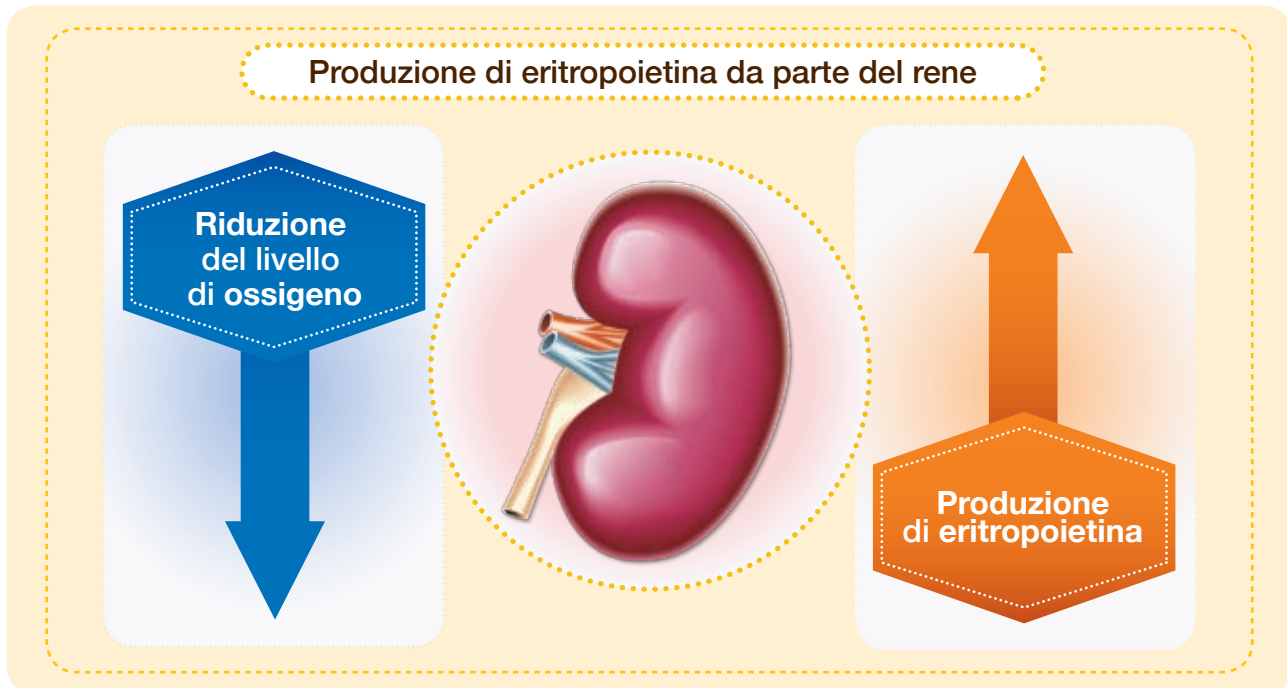 Produzione di eritropoietina da parte del rene
Riduzione
del livello
di ossigeno
Produzione
di eritropoietina